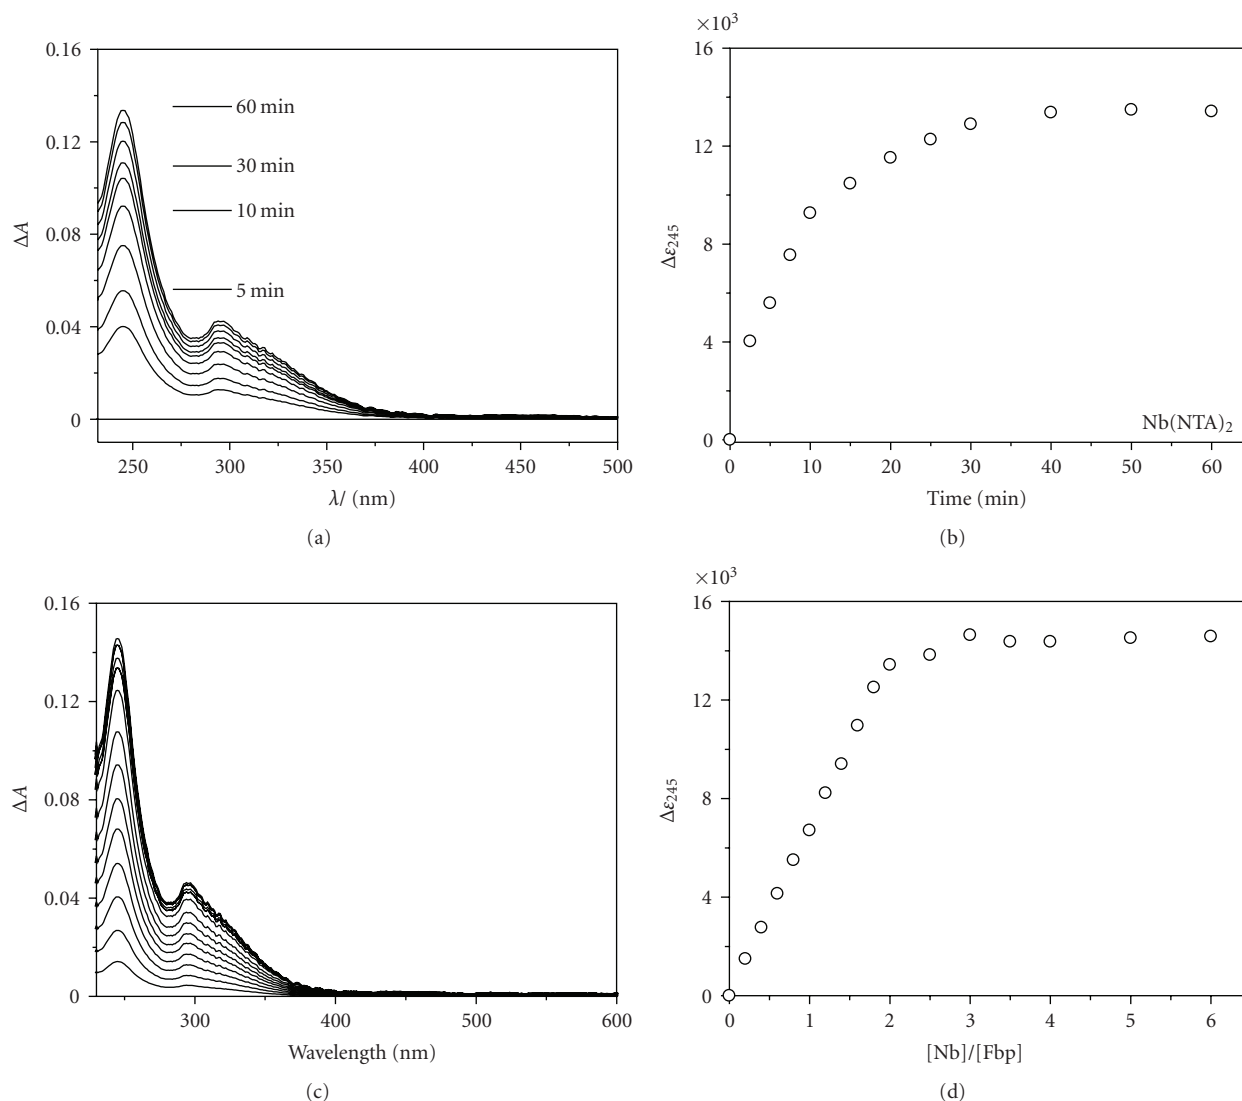 0.16
0.12
0.08
0.04
0
ΔA
60 min
30 min
10 min
5 min
250 300 350 400 450 500
λ/ (nm)
(a)
×10³
16
12
8
4
0
Δε₂₄₅
Nb(NTA)₂
0 10 20 30 40 50 60
Time (min)
(b)
0.16
0.12
0.08
0.04
0
ΔA
300 400 500 600
Wavelength (nm)
(c)
×10³
16
12
8
4
0
Δε₂₄₅
0 1 2 3 4 5 6
[Nb]/[Fbp]
(d)